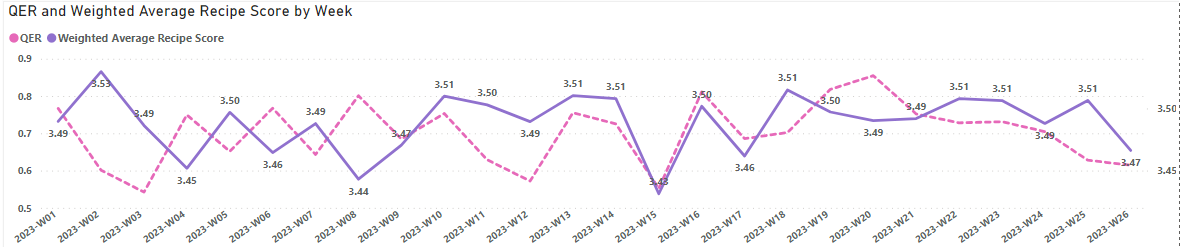 QER and Weighted Average Recipe Score by Week
QER Weighted Average Recipe Score
0.9
0.8
0.7
0.6
0.5
3.50
3.45
3.49
3.53
3.49
3.45
3.50
3.46
3.49
3.44
3.47
3.51
3.50
3.49
3.51
3.51
3.43
3.50
3.46
3.51
3.50
3.49
3.49
3.51
3.51
3.49
3.51
3.47
2023-W01
2023-W02
2023-W03
2023-W04
2023-W05
2023-W06
2023-W07
2023-W08
2023-W09
2023-W10
2023-W11
2023-W12
2023-W13
2023-W14
2023-W15
2023-W16
2023-W17
2023-W18
2023-W19
2023-W20
2023-W21
2023-W22
2023-W23
2023-W24
2023-W25
2023-W26